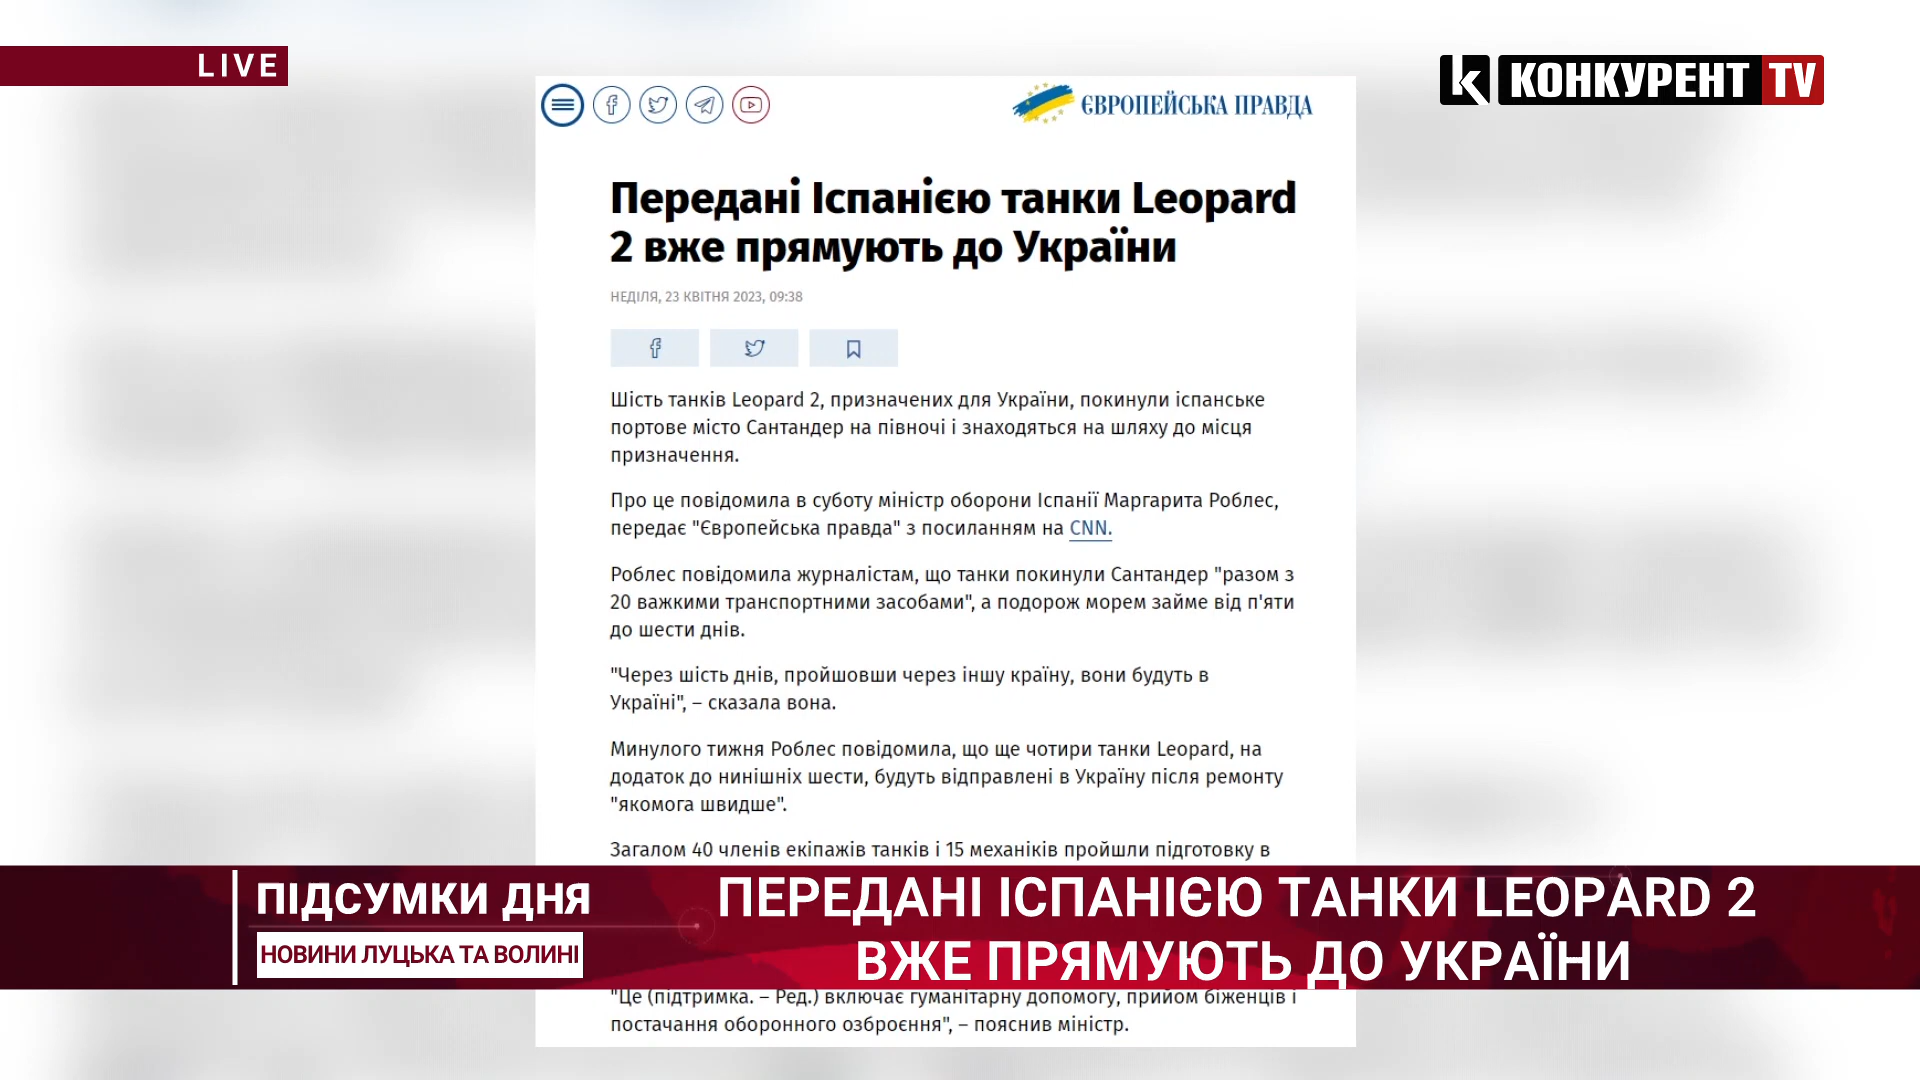 LIVE
К КОНКУРЕНТ TV
ЄВРОПЕЙСЬКА ПРАВДА
Передані Іспанією танки Leopard
2 вже прямують до України
НЕДІЛЯ, 23 КВІТНЯ 2023, 09:38
Шість танків Leopard 2, призначених для України, покинули іспанське
портове місто Сантандер на півночі і знаходяться на шляху до місця
призначення.
Про це повідомила в суботу міністр оборони Іспанії Маргарита Роблес,
передає "Європейська правда" з посиланням на CNN.
Роблес повідомила журналістам, що танки покинули Сантандер "разом з
20 важкими транспортними засобами", а подорож морем займе від п'яти
до шести днів.
"Через шість днів, пройшовши через іншу країну, вони будуть в
Україні", – сказала вона.
Минулого тижня Роблес повідомила, що ще чотири танки Leopard, на
додаток до нинішніх шести, будуть відправлені в Україну після ремонту
"якомога швидше".
Загалом 40 членів екіпажів танків і 15 механіків пройшли підготовку в
ПІДСУМКИ ДНЯ
НОВИНИ ЛУЦЬКА ТА ВОЛИНІ
ПЕРЕДАНІ ІСПАНІЄЮ ТАНКИ LEOPARD 2
ВЖЕ ПРЯМУЮТЬ ДО УКРАЇНИ
"Це (підтримка. – Ред.) включає гуманітарну допомогу, прийом біженців і
постачання оборонного озброєння", – пояснив міністр.